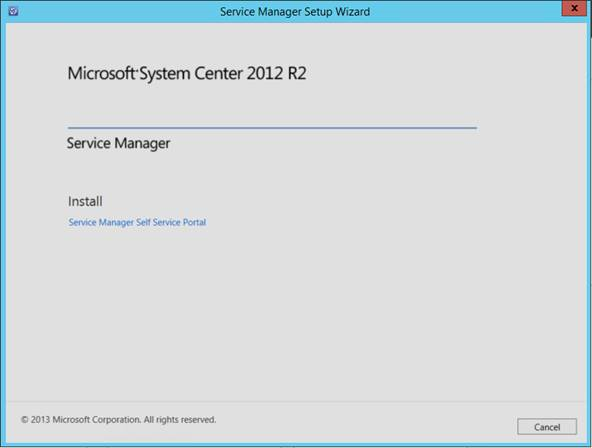 Service Manager Setup Wizard
x
Microsoft System Center 2012 R2
Service Manager
Install
Service Manager Self Service Portal
© 2013 Microsoft Corporation. All rights reserved.
Cancel